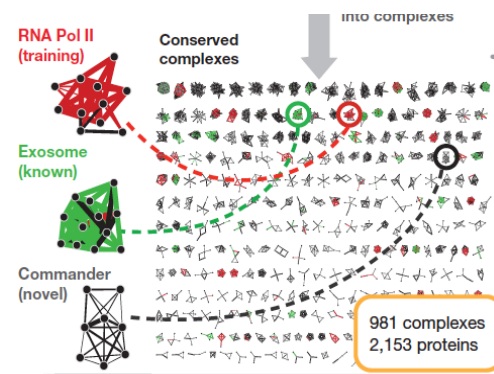 into complexes
RNA Pol II
(training)
Conserved
complexes
Exosome
(known)
Commander
(novel)
981 complexes
2,153 proteins